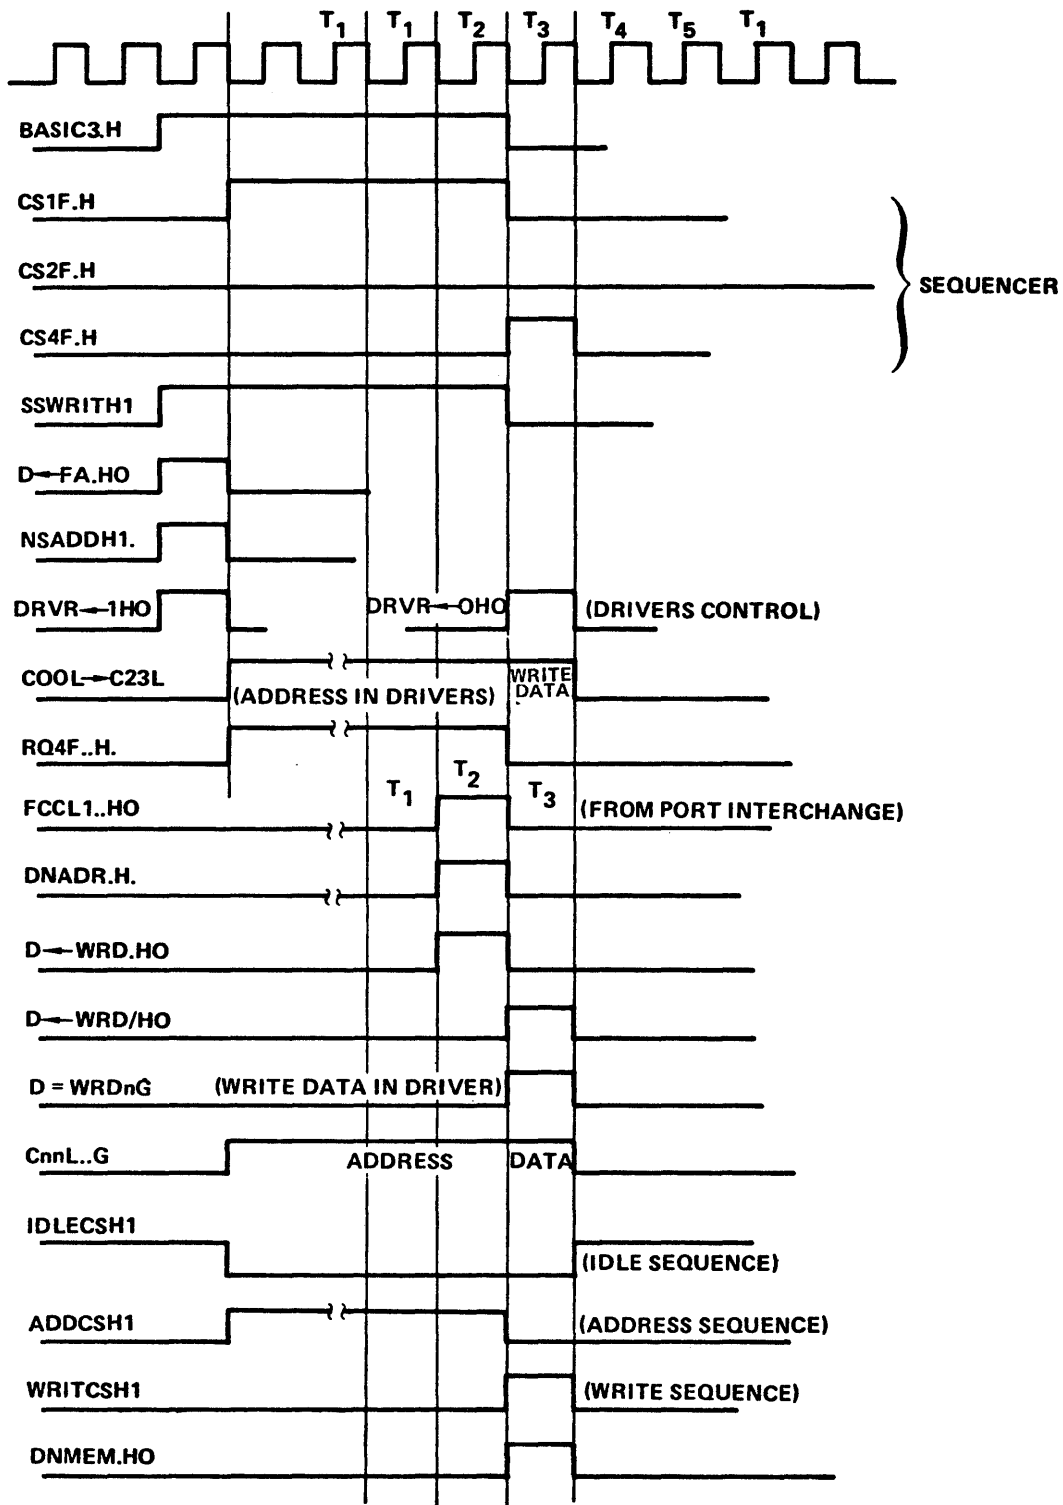 T1 T1 T2 T3 T4 T5 T1
BASIC3.H
CS1F.H
CS2F.H
SEQUENCER
CS4F.H
SSWRITH1
D←FA.HO
NSADDH1.
DRVR←1HO DRVR←0HO (DRIVERS CONTROL)
COOL→C23L (ADDRESS IN DRIVERS) WRITE
DATA
RQ4F..H.
T1 T2 T3
FCCL1..HO (FROM PORT INTERCHANGE)
DNADR.H.
D←WRD.HO
D←WRD/HO
D = WRDnG (WRITE DATA IN DRIVER)
CnnL..G ADDRESS DATA
IDLECSH1
(IDLE SEQUENCE)
ADDCSH1 (ADDRESS SEQUENCE)
WRITCSH1 (WRITE SEQUENCE)
DNMEM.HO